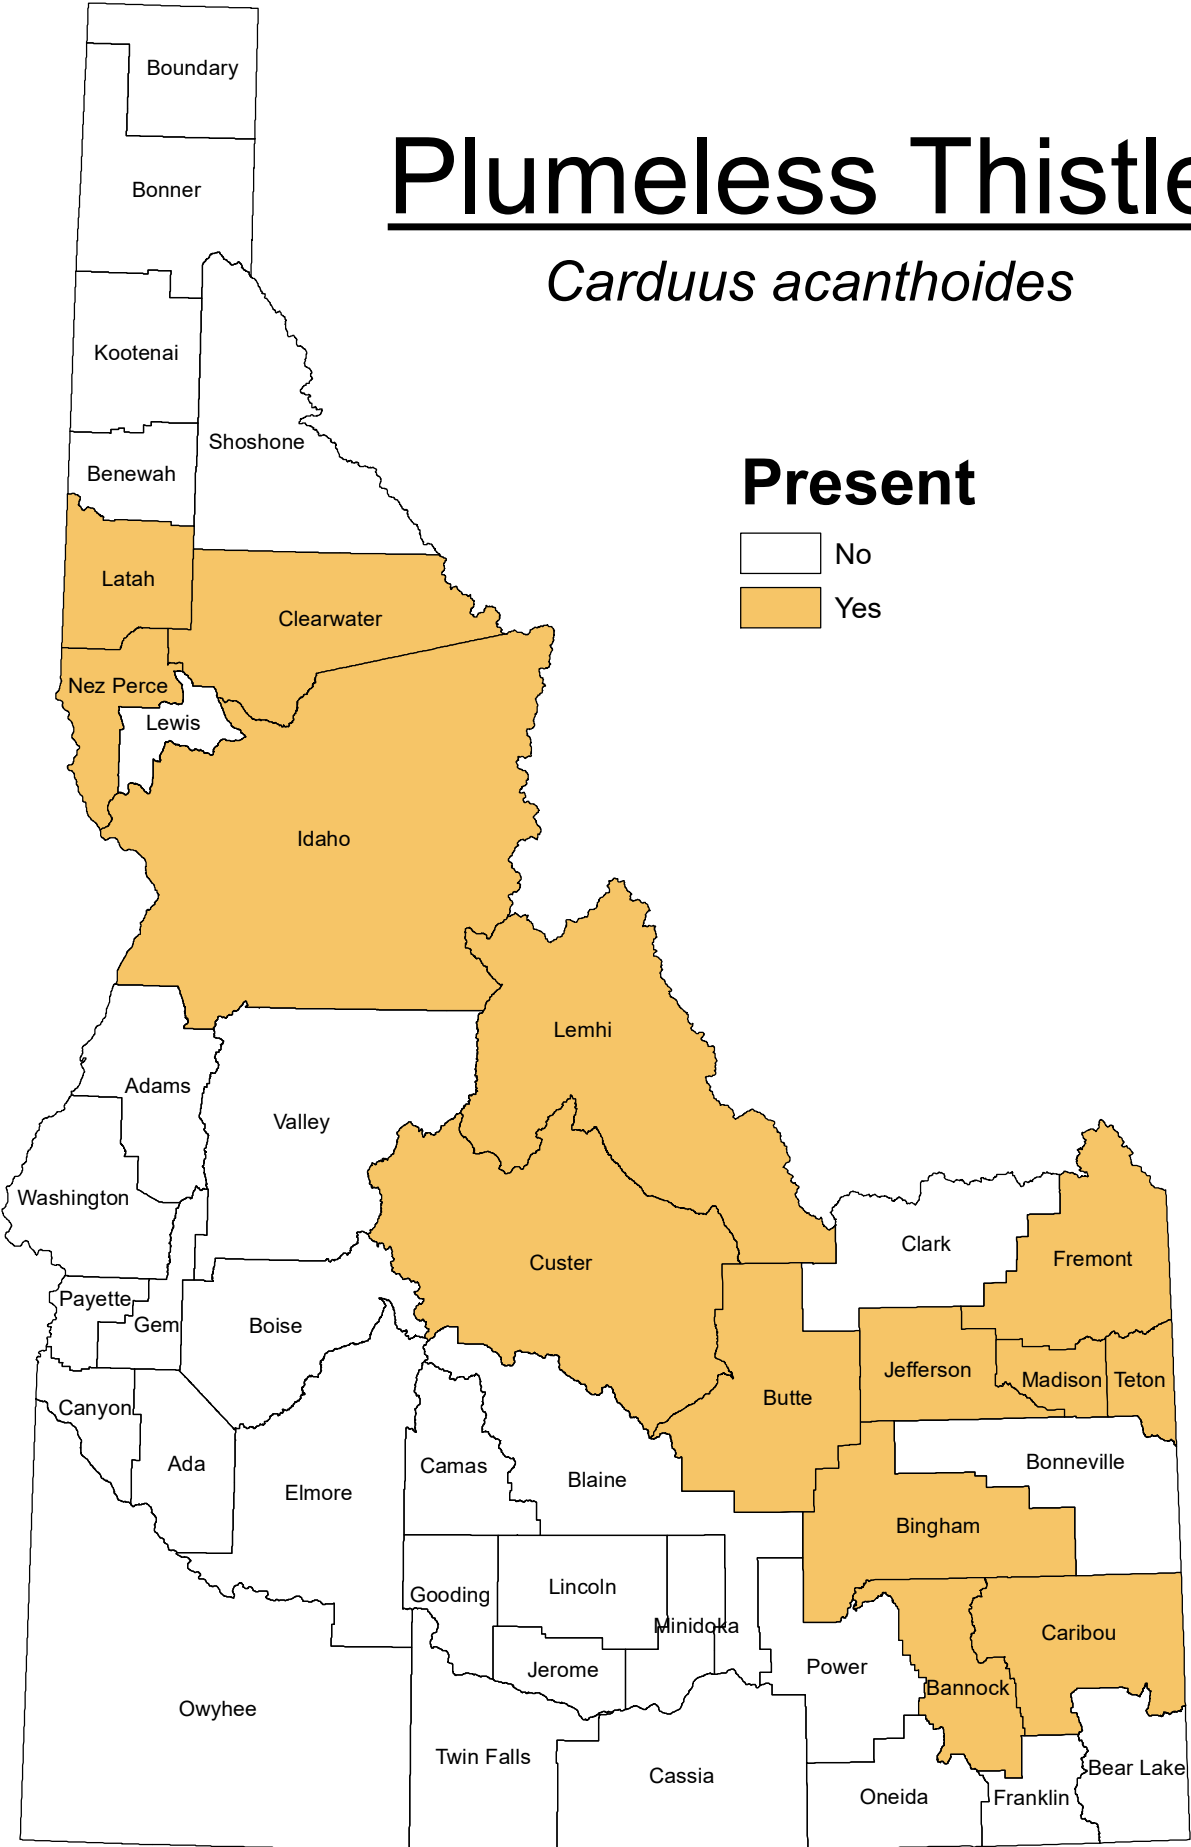 Boundary
Plumeless Thistle
Bonner
Carduus acanthoides
Kootenai
Shoshone
Benewah
Present
No
Yes
Latah
Clearwater
Nez Perce
Lewis
Idaho
Lemhi
Adams
Valley
Washington
Clark
Custer
Fremont
Payette
Gem
Boise
Jefferson
Madison
Teton
Butte
Canyon
Ada
Camas
Blaine
Bonneville
Elmore
Bingham
Gooding
Lincoln
Minidoka
Caribou
Jerome
Power
Bannock
Owyhee
Twin Falls
Cassia
Bear Lake
Oneida
Franklin